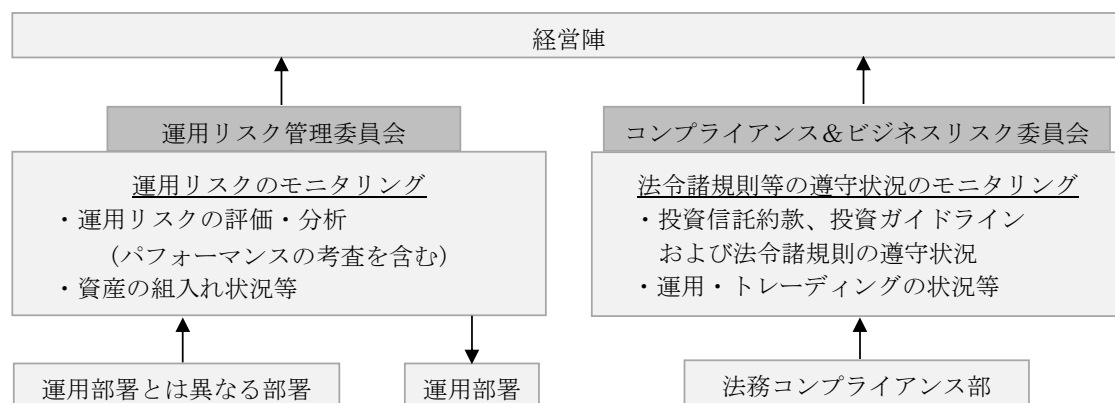 経営陣
運用リスク管理委員会
運用リスクのモニタリング
・運用リスクの評価・分析
（パフォーマンスの考査を含む）
・資産の組入れ状況等
運用部署とは異なる部署
運用部署
コンプライアンス＆ビジネスリスク委員会
法令諸規則等の遵守状況のモニタリング
・投資信託約款、投資ガイドライン
および法令諸規則の遵守状況
・運用・トレーディングの状況等
法務コンプライアンス部